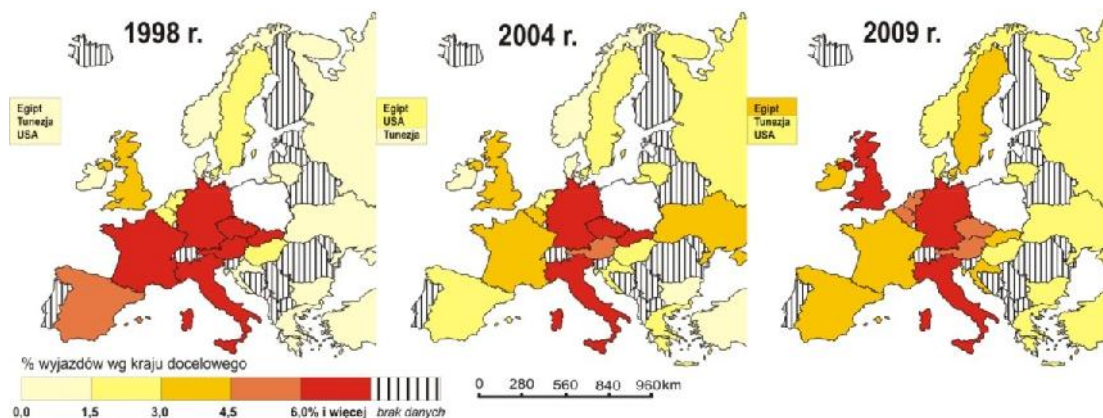 1998 r.
2004 r.
2009 r.
Egipt
Tunezja
USA
Egipt
USA
Tunezja
Egipt
Tunezja
USA
% wyjazdów wg kraju docelowego
0,0 1,5 3,0 4,5 6,0% i więcej brak danych
0 280 560 840 960km